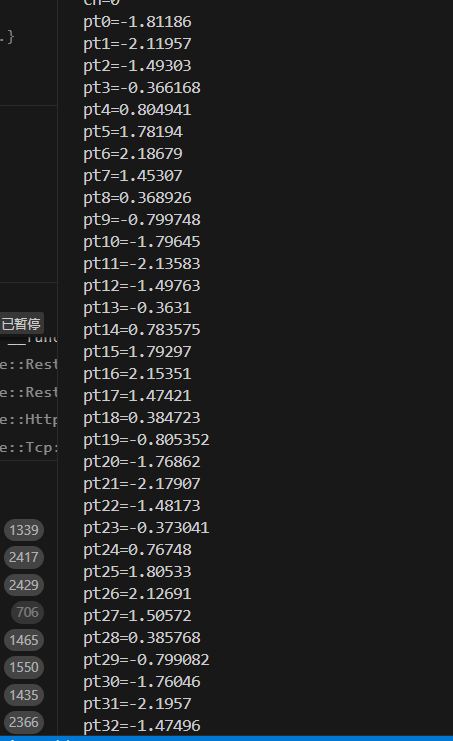 ch=0
pt0=-1.81186
pt1=-2.11957
pt2=-1.49303
pt3=-0.366168
pt4=0.804941
pt5=1.78194
pt6=2.18679
pt7=1.45307
pt8=0.368926
pt9=-0.799748
pt10=-1.79645
pt11=-2.13583
pt12=-1.49763
pt13=-0.3631
pt14=0.783575
pt15=1.79297
pt16=2.15351
pt17=1.47421
pt18=0.384723
pt19=-0.805352
pt20=-1.76862
pt21=-2.17907
pt22=-1.48173
pt23=-0.373041
pt24=0.76748
pt25=1.80533
pt26=2.12691
pt27=1.50572
pt28=0.385768
pt29=-0.799082
pt30=-1.76046
pt31=-2.1957
pt32=-1.47496
.}
已暂停
e::Rest
e::Rest
e::Http
e::Tcp:
1339
2417
2429
706
1465
1550
1435
2366